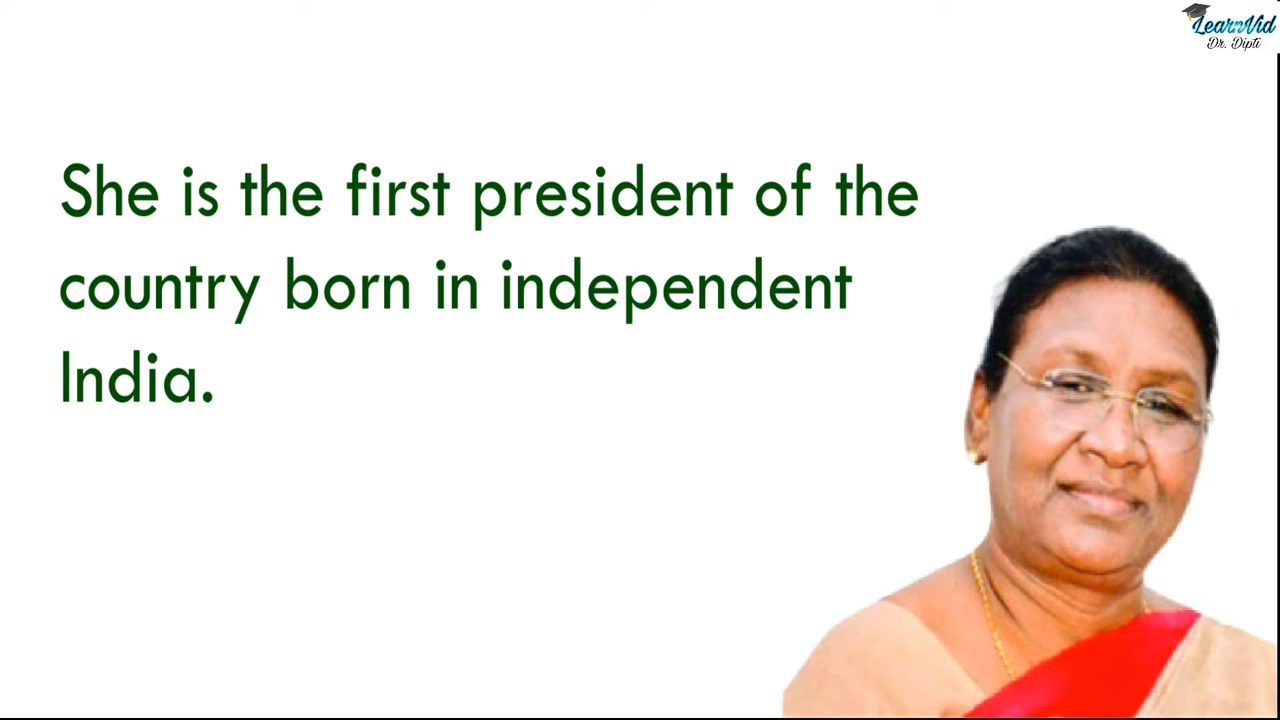 LearnVid
Dr. Dipti
She is the first president of the
country born in independent
India.